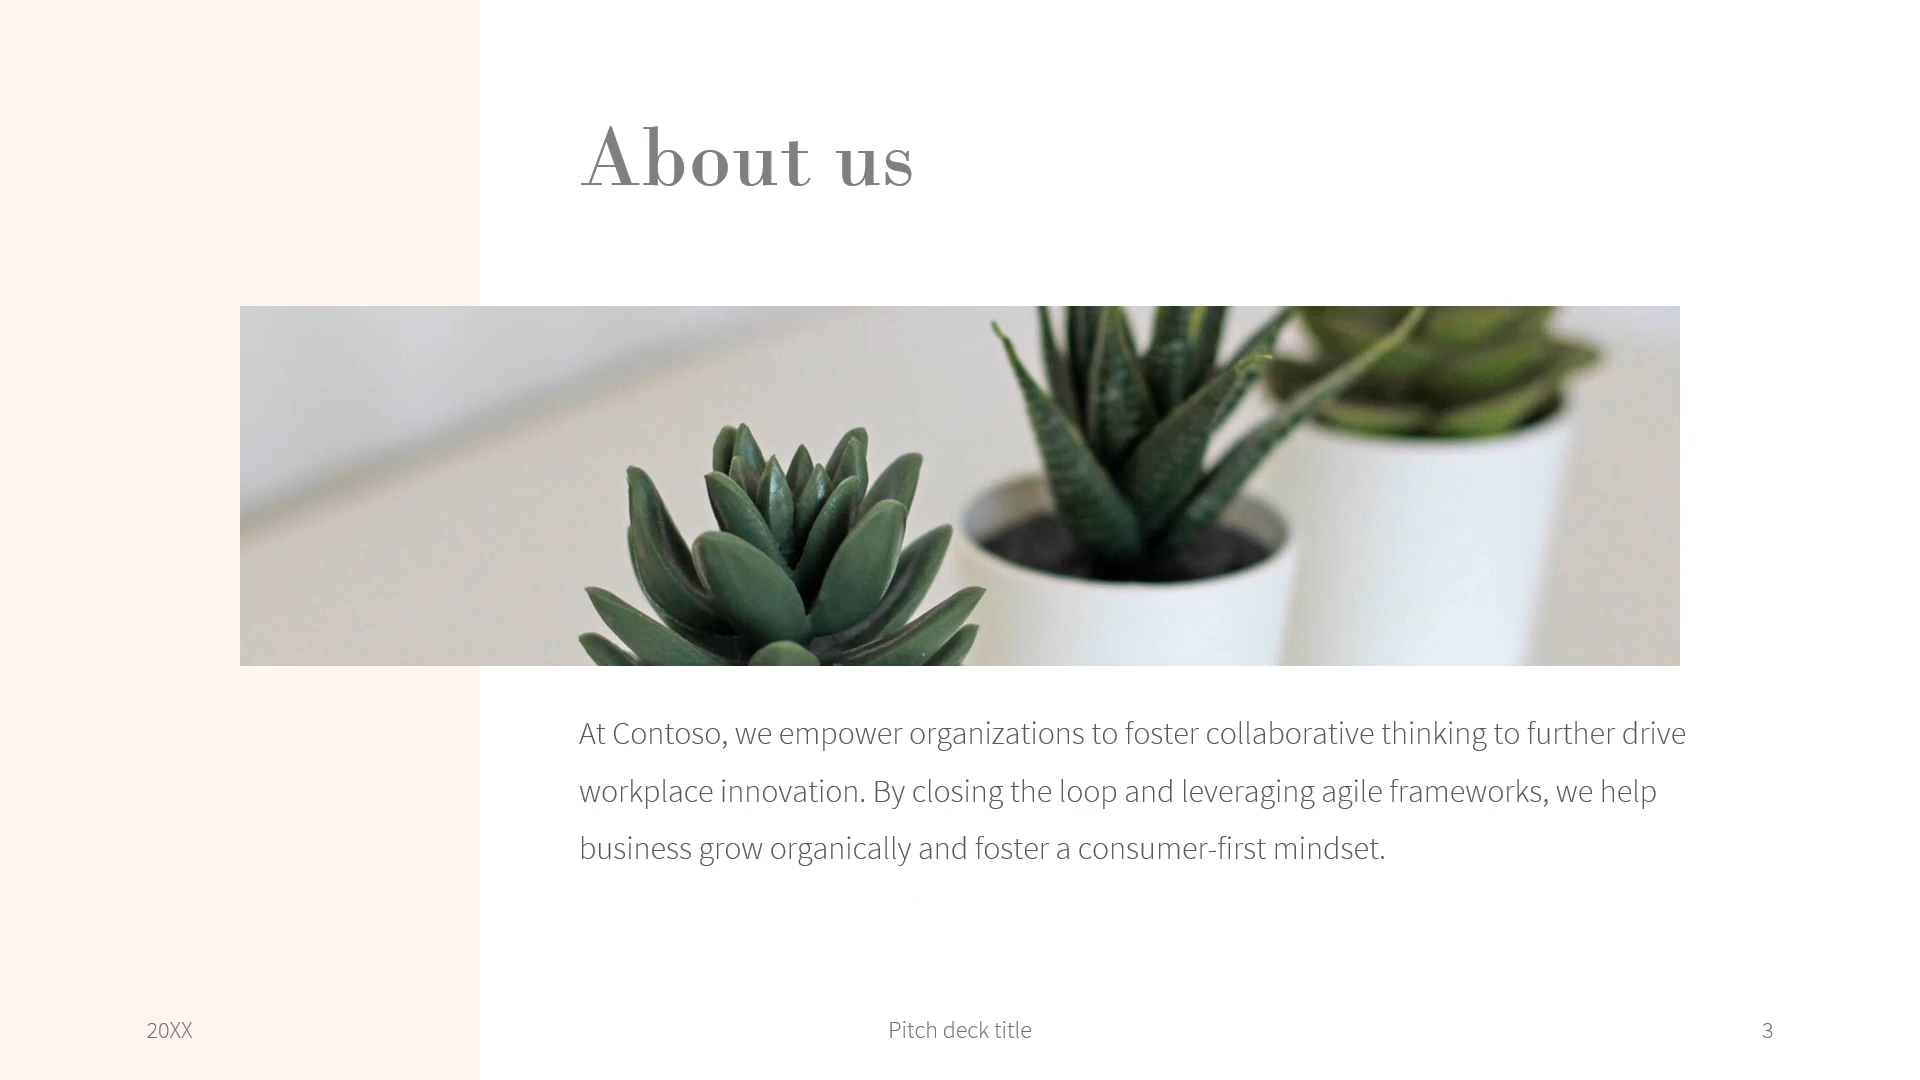 About us
At Contoso, we empower organizations to foster collaborative thinking to further drive
workplace innovation. By closing the loop and leveraging agile frameworks, we help
business grow organically and foster a consumer-first mindset.
20XX
Pitch deck title
3